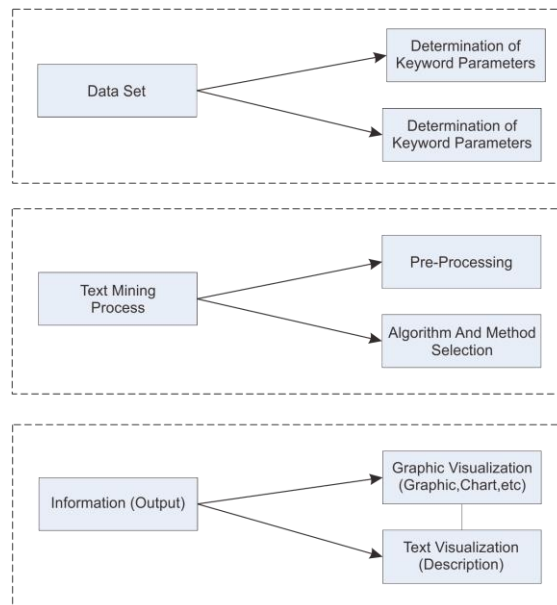 Determination of
Keyword Parameters
Data Set
Determination of
Keyword Parameters
Pre-Processing
Text Mining
Process
Algorithm And Method
Selection
Graphic Visualization
(Graphic,Chart,etc)
Information (Output)
Text Visualization
(Description)